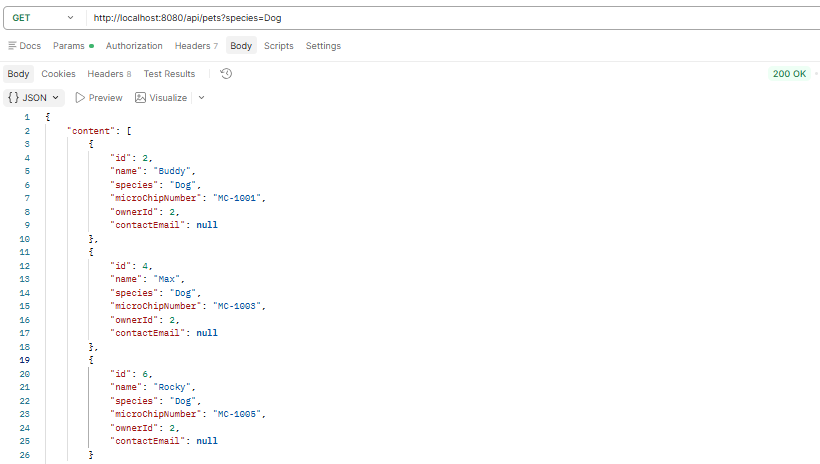 GET http://localhost:8080/api/pets?species=Dog
Docs Params Authorization Headers 7 Body Scripts Settings
Body Cookies Headers 8 Test Results 200 OK
{} JSON Preview Visualize
1 {
2 "content": [
3 {
4 "id": 2,
5 "name": "Buddy",
6 "species": "Dog",
7 "microChipNumber": "MC-1001",
8 "ownerId": 2,
9 "contactEmail": null
10 },
11 {
12 "id": 4,
13 "name": "Max",
14 "species": "Dog",
15 "microChipNumber": "MC-1003",
16 "ownerId": 2,
17 "contactEmail": null
18 },
19 {
20 "id": 6,
21 "name": "Rocky",
22 "species": "Dog",
23 "microChipNumber": "MC-1005",
24 "ownerId": 2,
25 "contactEmail": null
26 }